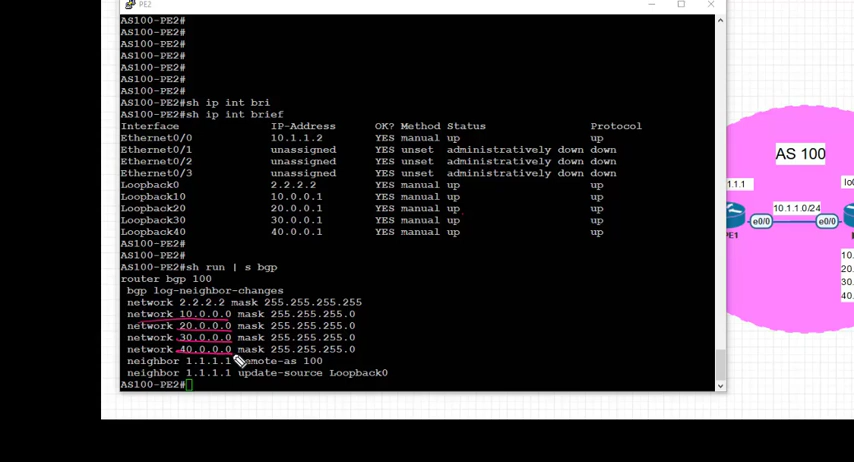 PE2
AS100-PE2#
AS100-PE2#
AS100-PE2#
AS100-PE2#
AS100-PE2#
AS100-PE2#
AS100-PE2#
AS100-PE2#sh ip int bri
AS100-PE2#sh ip int brief
Interface IP-Address OK? Method Status Protocol
Ethernet0/0 10.1.1.2 YES manual up up
Ethernet0/1 unassigned YES unset administratively down down
Ethernet0/2 unassigned YES unset administratively down down
Ethernet0/3 unassigned YES unset administratively down down
Loopback0 2.2.2.2 YES manual up up
Loopback10 10.0.0.1 YES manual up up
Loopback20 20.0.0.1 YES manual up up
Loopback30 30.0.0.1 YES manual up up
Loopback40 40.0.0.1 YES manual up up
AS100-PE2#
AS100-PE2#
AS100-PE2#sh run | s bgp
router bgp 100
bgp log-neighbor-changes
network 2.2.2.2 mask 255.255.255.255
network 10.0.0.0 mask 255.255.255.0
network 20.0.0.0 mask 255.255.255.0
network 30.0.0.0 mask 255.255.255.0
network 40.0.0.0 mask 255.255.255.0
neighbor 1.1.1.1 remote-as 100
neighbor 1.1.1.1 update-source Loopback0
AS100-PE2#
AS 100
1.1.1
lo0
10.1.1.0/24
e0/0
e0/0
PE1
10.
20.
30.
40.